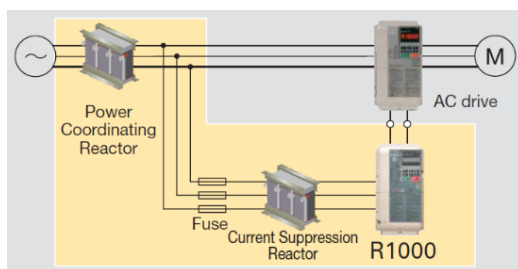 M
AC drive
Power
Coordinating
Reactor
Fuse
Current Suppression
Reactor
R1000